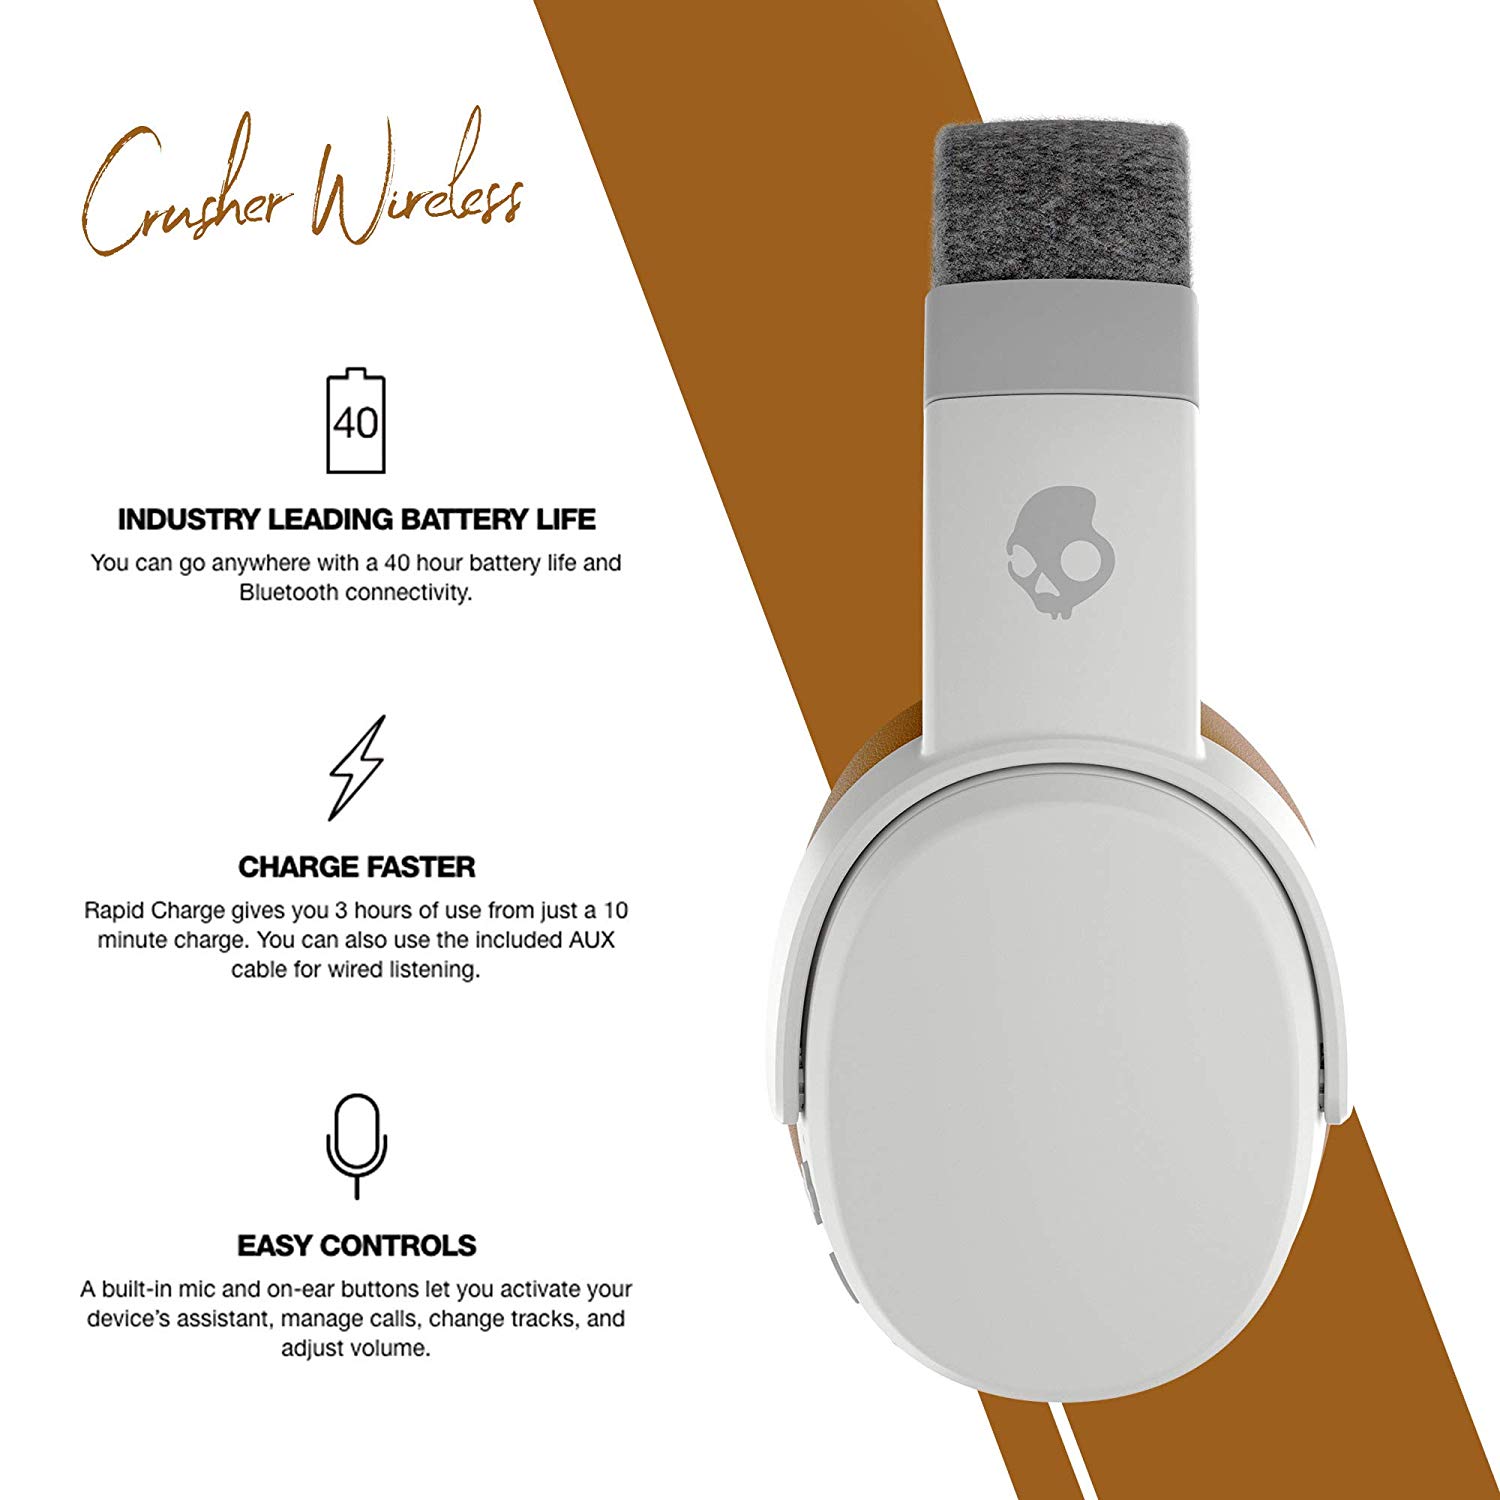 Crusher Wireless
40
INDUSTRY LEADING BATTERY LIFE
You can go anywhere with a 40 hour battery life and
Bluetooth connectivity.
CHARGE FASTER
Rapid Charge gives you 3 hours of use from just a 10
minute charge. You can also use the included AUX
cable for wired listening.
EASY CONTROLS
A built-in mic and on-ear buttons let you activate your
device’s assistant, manage calls, change tracks, and
adjust volume.